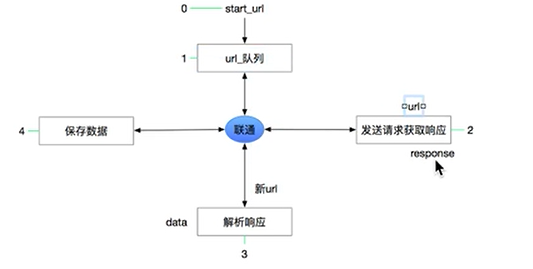 0 start_url
1 url_队列
url
4 保存数据 联通 发送请求获取响应 2
response
新url
data 解析响应
3